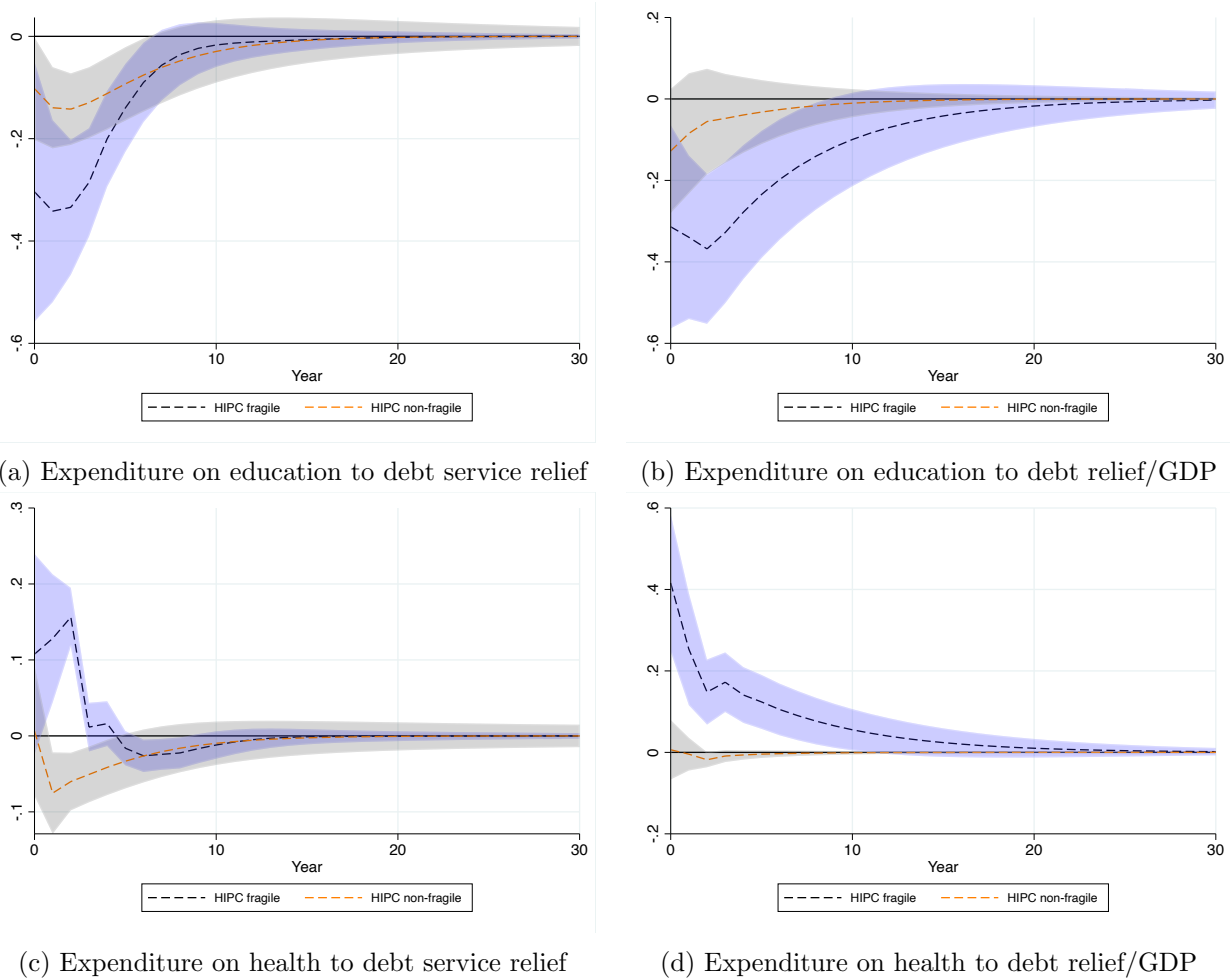 0
-.2
-.4
-.6
0 10 20 30
Year
HIPC fragile HIPC non-fragile
(a) Expenditure on education to debt service relief
.2
0
-.2
-.4
-.6
0 10 20 30
Year
HIPC fragile HIPC non-fragile
(b) Expenditure on education to debt relief/GDP
.3
.2
.1
0
-.1
0 10 20 30
Year
HIPC fragile HIPC non-fragile
(c) Expenditure on health to debt service relief
.6
.4
.2
0
-.2
0 10 20 30
Year
HIPC fragile HIPC non-fragile
(d) Expenditure on health to debt relief/GDP